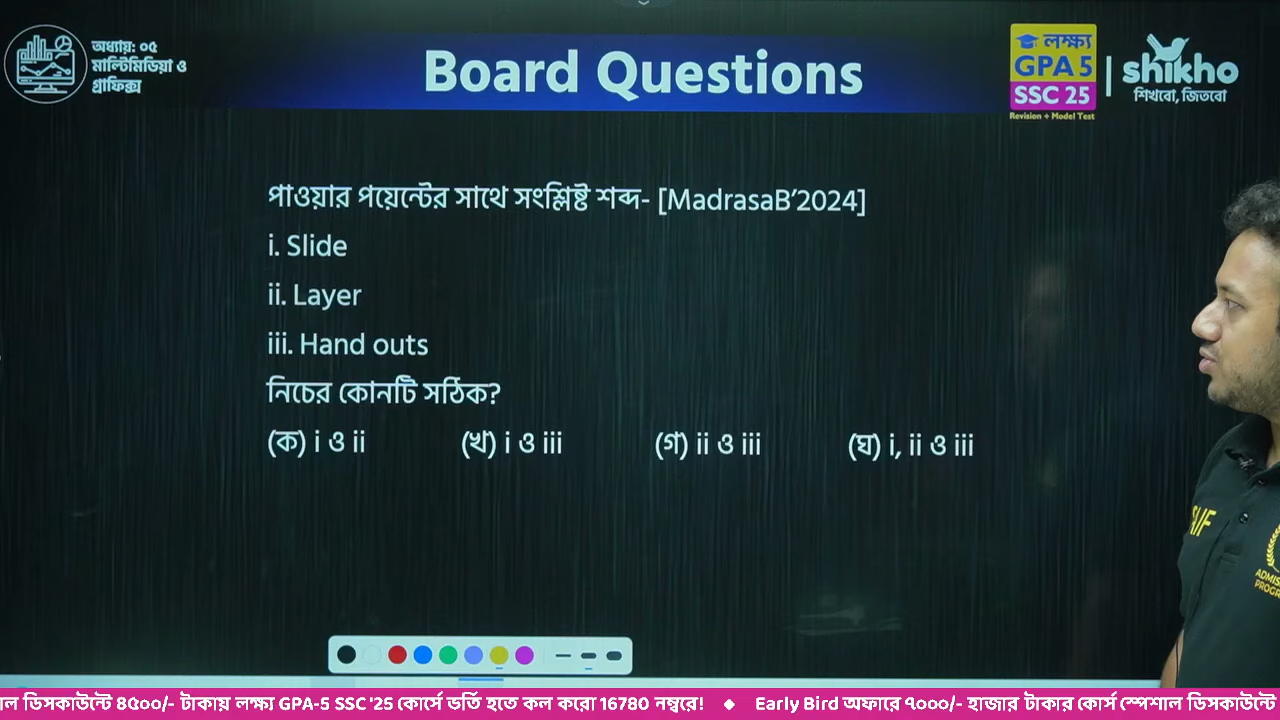 অধ্যায়: ০৫
মাল্টিমিডিয়া ও
গ্রাফিক্স
Board Questions
লক্ষ্য
GPA 5
SSC 25
Revision + Model Test
shikho
শিখবো, জিতবো
পাওয়ার পয়েন্টের সাথে সংশ্লিষ্ট শব্দ- [MadrasaB’2024]
i. Slide
ii. Layer
iii. Hand outs
নিচের কোনটি সঠিক?
(ক) i ও ii (খ) i ও iii (গ) ii ও iii (ঘ) i, ii ও iii
াল ডিসকাউন্টে ৪৫০০/- টাকায় লক্ষ্য GPA-5 SSC '25 কোর্সে ভর্তি হতে কল করো 16780 নম্বরে! ◆ Early Bird অফারে ৭০০০/- হাজার টাকার কোর্স স্পেশাল ডিসকাউন্টে